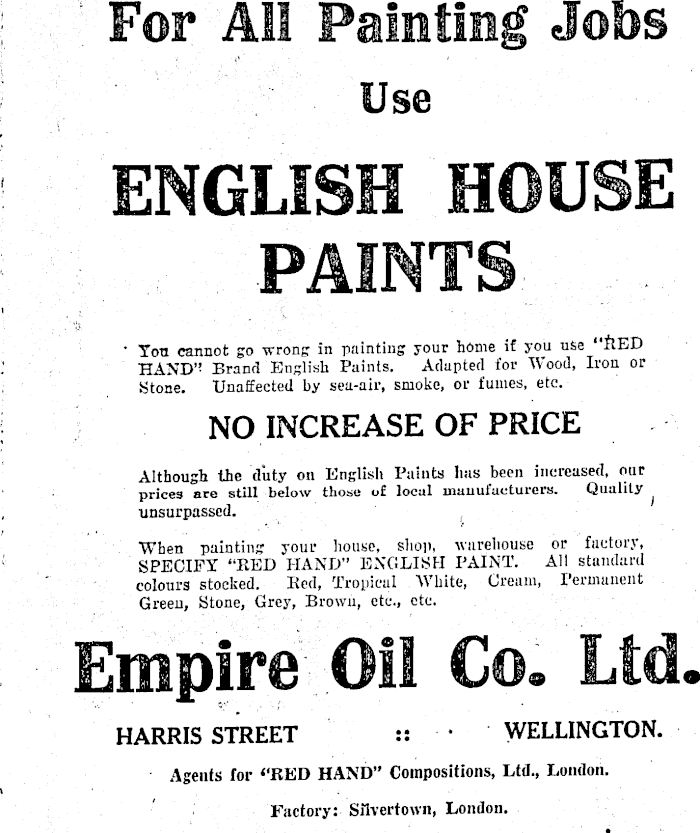 For All Painting Jobs
Use
ENGLISH HOUSE
PAINTS
You cannot go wrong in painting your home if you use "RED
HAND" Brand English Paints. Adapted for Wood, Iron or
Stone. Unaffected by sea-air, smoke, or fumes, etc.
NO INCREASE OF PRICE
Although the duty on English Paints has been increased, our
prices are still below those of local manufacturers. Quality
unsurpassed.
When painting your house, shop, warehouse or factory,
SPECIFY "RED HAND" ENGLISH PAINT. All standard
colours stocked. Red, Tropical White, Cream, Permanent
Green, Stone, Grey, Brown, etc., etc.
Empire Oil Co. Ltd.
HARRIS STREET :: WELLINGTON.
Agents for "RED HAND" Compositions, Ltd., London.
Factory: Silvertown, London.